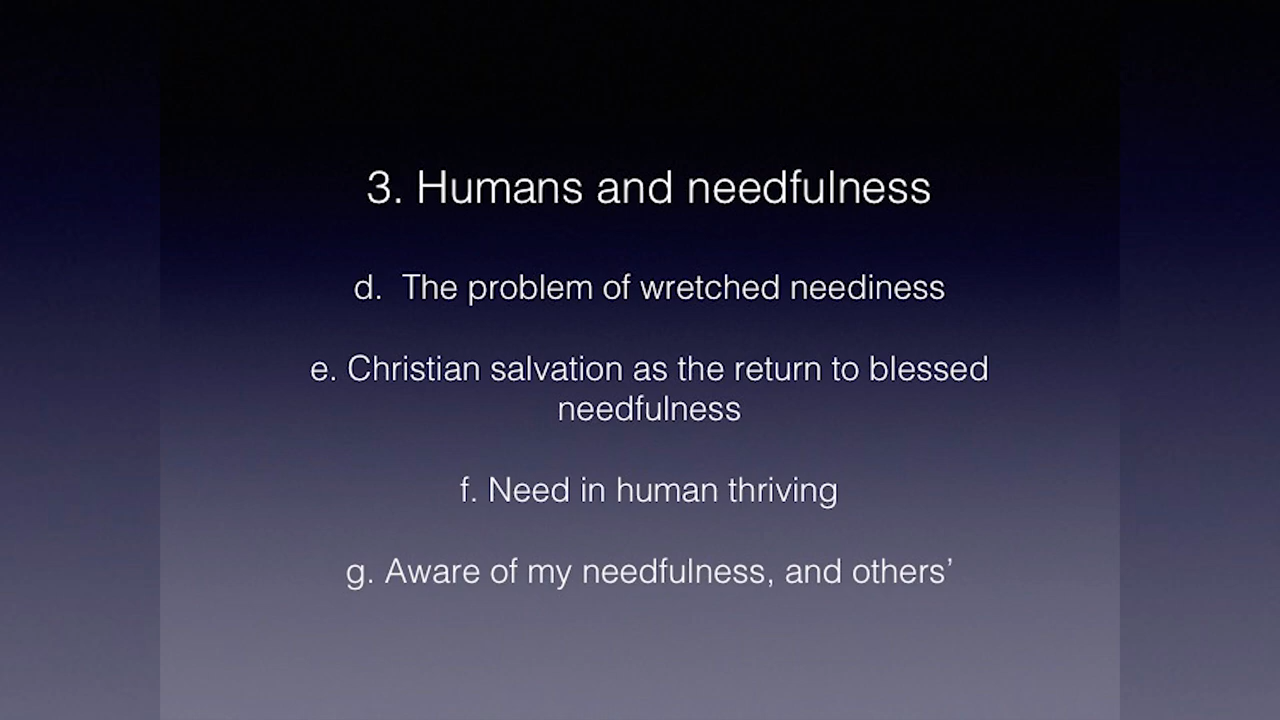 3. Humans and needfulness
d. The problem of wretched neediness
e. Christian salvation as the return to blessed
needfulness
f. Need in human thriving
g. Aware of my needfulness, and others’